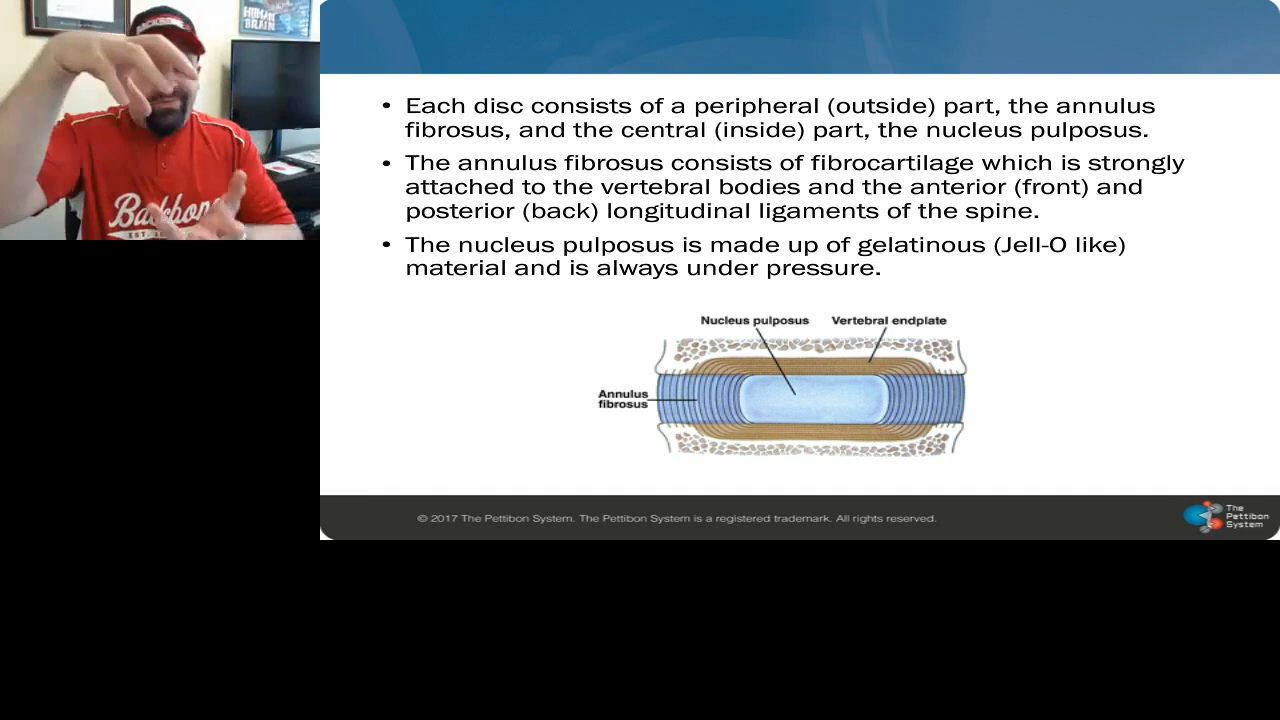 HUMAN
BRAIN
• Each disc consists of a peripheral (outside) part, the annulus
fibrosus, and the central (inside) part, the nucleus pulposus.
• The annulus fibrosus consists of fibrocartilage which is strongly
attached to the vertebral bodies and the anterior (front) and
posterior (back) longitudinal ligaments of the spine.
• The nucleus pulposus is made up of gelatinous (Jell-O like)
material and is always under pressure.
Nucleus pulposus
Vertebral endplate
Annulus
fibrosus
© 2017 The Pettibon System. The Pettibon System is a registered trademark. All rights reserved.
The
Pettibon
System